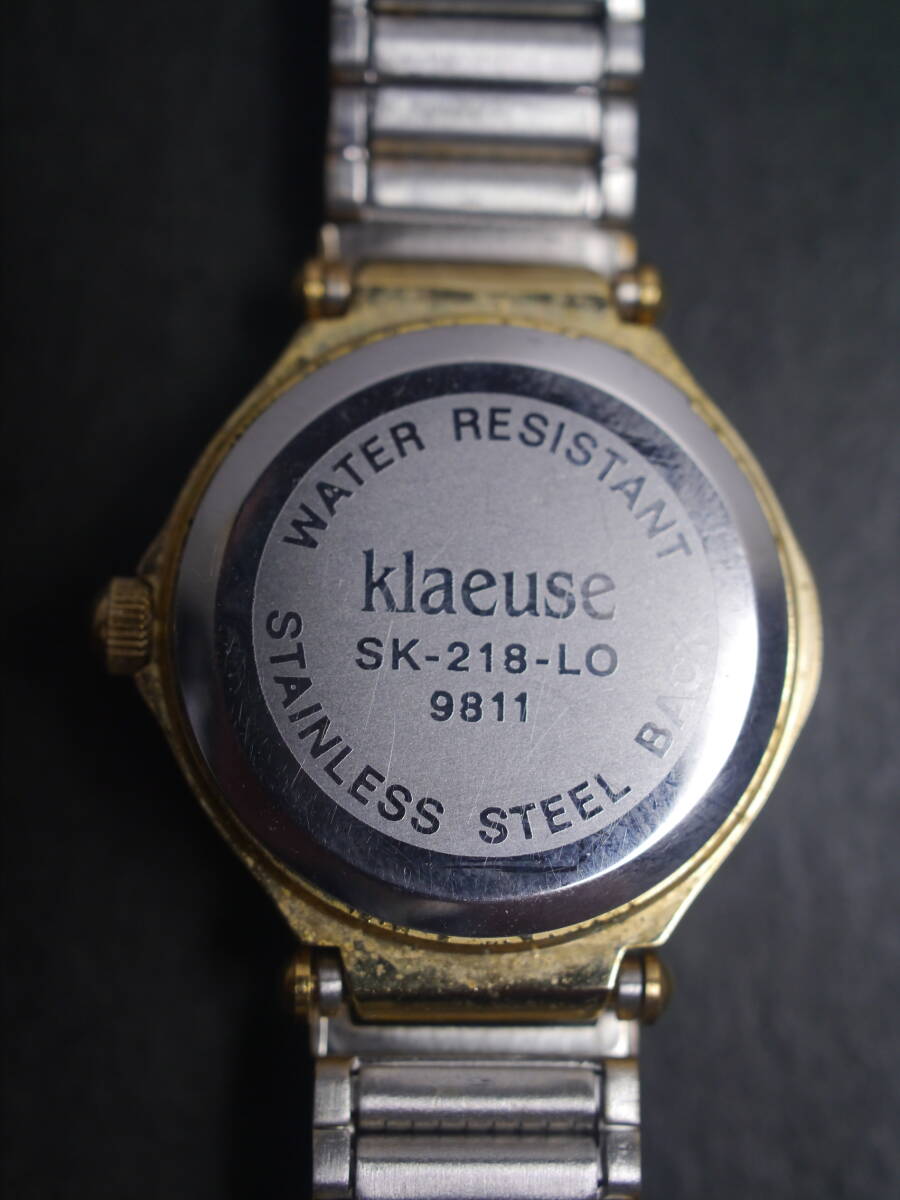 WATER RESISTANT
klaeuse
SK-218-LO
9811
STAINLESS STEEL BACK